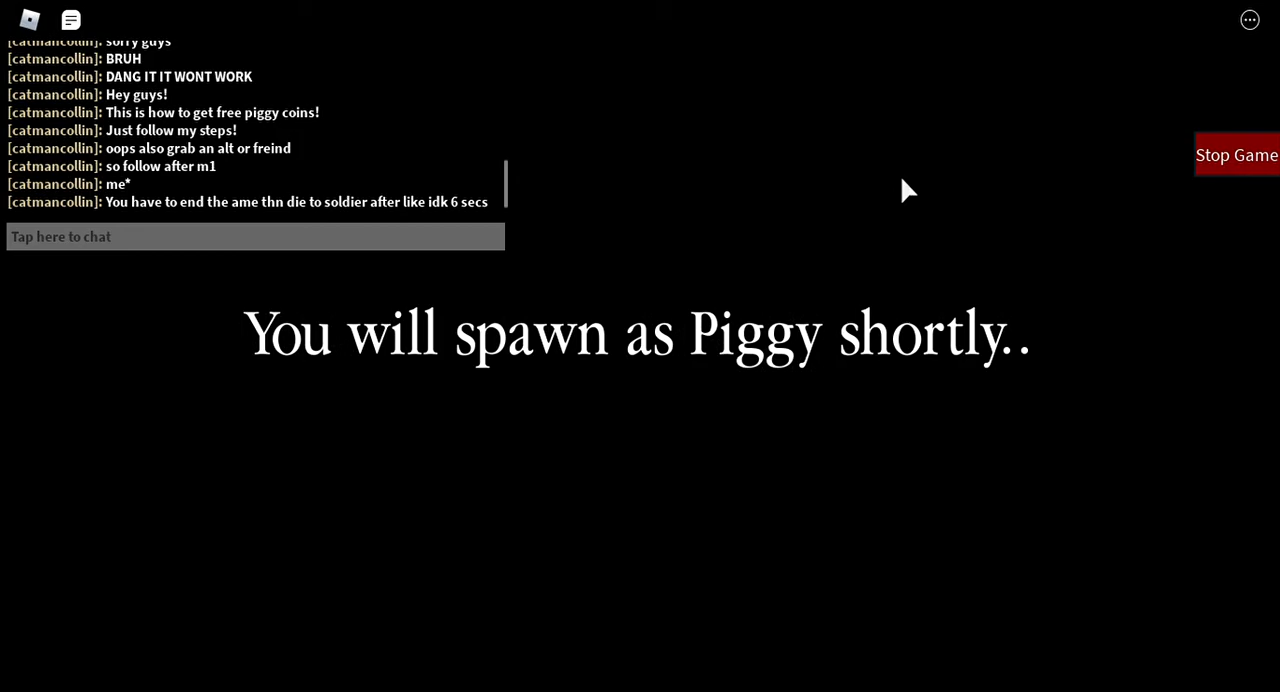 [catmancollin]: sorry guys
[catmancollin]: BRUH
[catmancollin]: DANG IT IT WONT WORK
[catmancollin]: Hey guys!
[catmancollin]: This is how to get free piggy coins!
[catmancollin]: Just follow my steps!
[catmancollin]: oops also grab an alt or freind
[catmancollin]: so follow after m1
[catmancollin]: me*
[catmancollin]: You have to end the ame thn die to soldier after like idk 6 secs
Tap here to chat
Stop Game
You will spawn as Piggy shortly..